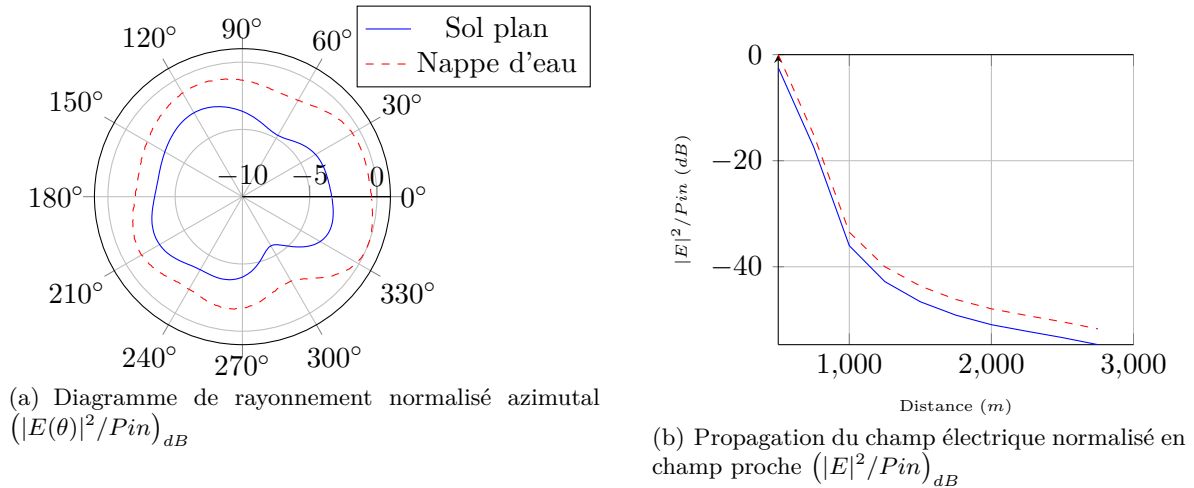 Sol plan
Nappe d'eau
90°
120°
60°
150°
30°
180°
−10
−5
0
0°
210°
330°
240°
300°
270°
(a) Diagramme de rayonnement normalisé azimutal
(|E(θ)|²/Pin)dB
0
−20
−40
|E|²/Pin (dB)
1,000
2,000
3,000
Distance (m)
(b) Propagation du champ électrique normalisé en
champ proche (|E|²/Pin)dB